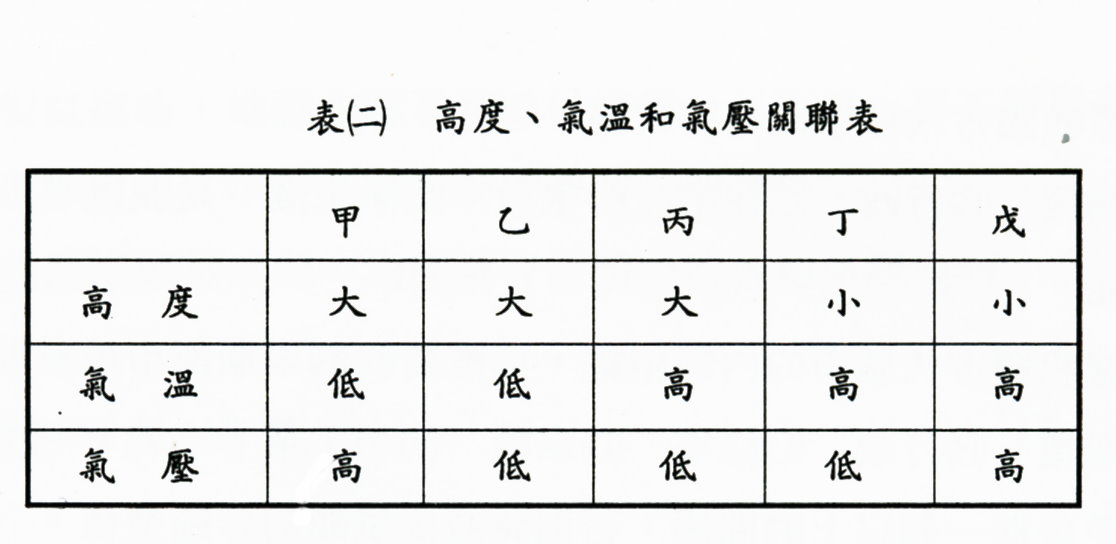 表㈡ 高度、氣溫和氣壓關聯表
甲 乙 丙 丁 戊
高度 大 大 大 小 小
氣溫 低 低 高 高 高
氣壓 高 低 低 低 高